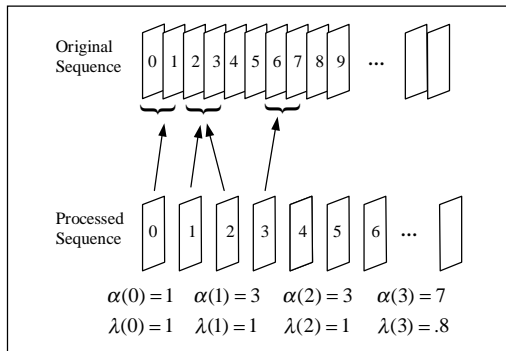 Original
Sequence
0 1 2 3 4 5 6 7 8 9 ...
Processed
Sequence
0 1 2 3 4 5 6 ...
α(0) = 1 α(1) = 3 α(2) = 3 α(3) = 7
λ(0) = 1 λ(1) = 1 λ(2) = 1 λ(3) = .8